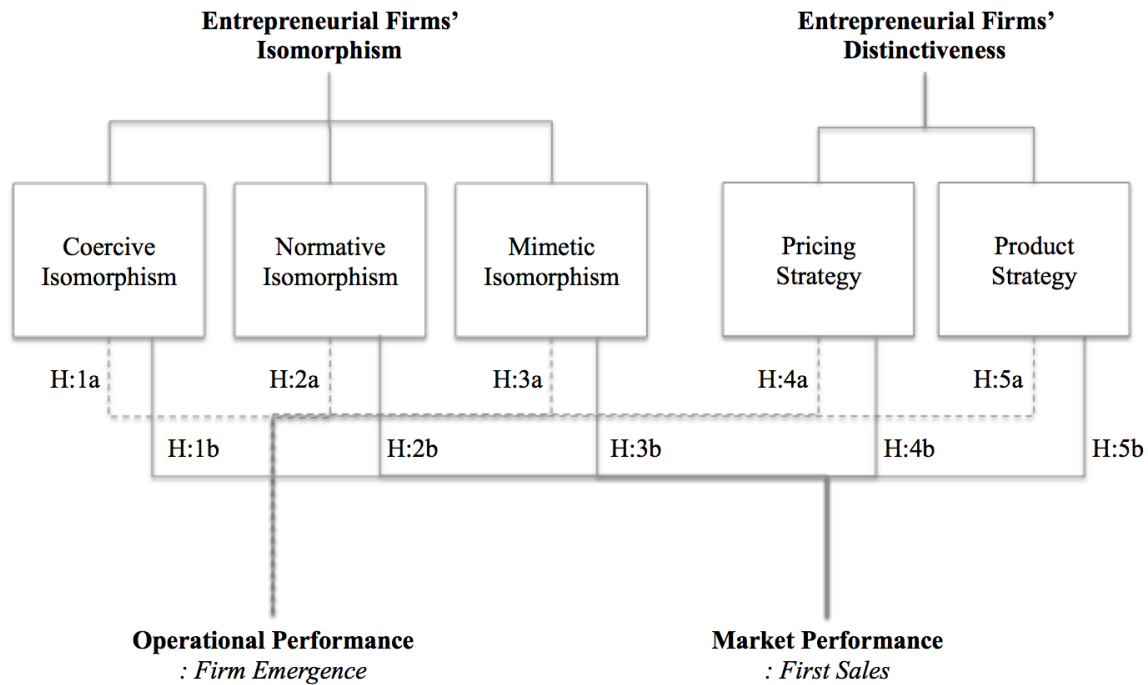 Entrepreneurial Firms’
Isomorphism
Entrepreneurial Firms’
Distinctiveness
Coercive
Isomorphism
Normative
Isomorphism
Mimetic
Isomorphism
Pricing
Strategy
Product
Strategy
H:1a
H:2a
H:3a
H:4a
H:5a
H:1b
H:2b
H:3b
H:4b
H:5b
Operational Performance
: Firm Emergence
Market Performance
: First Sales